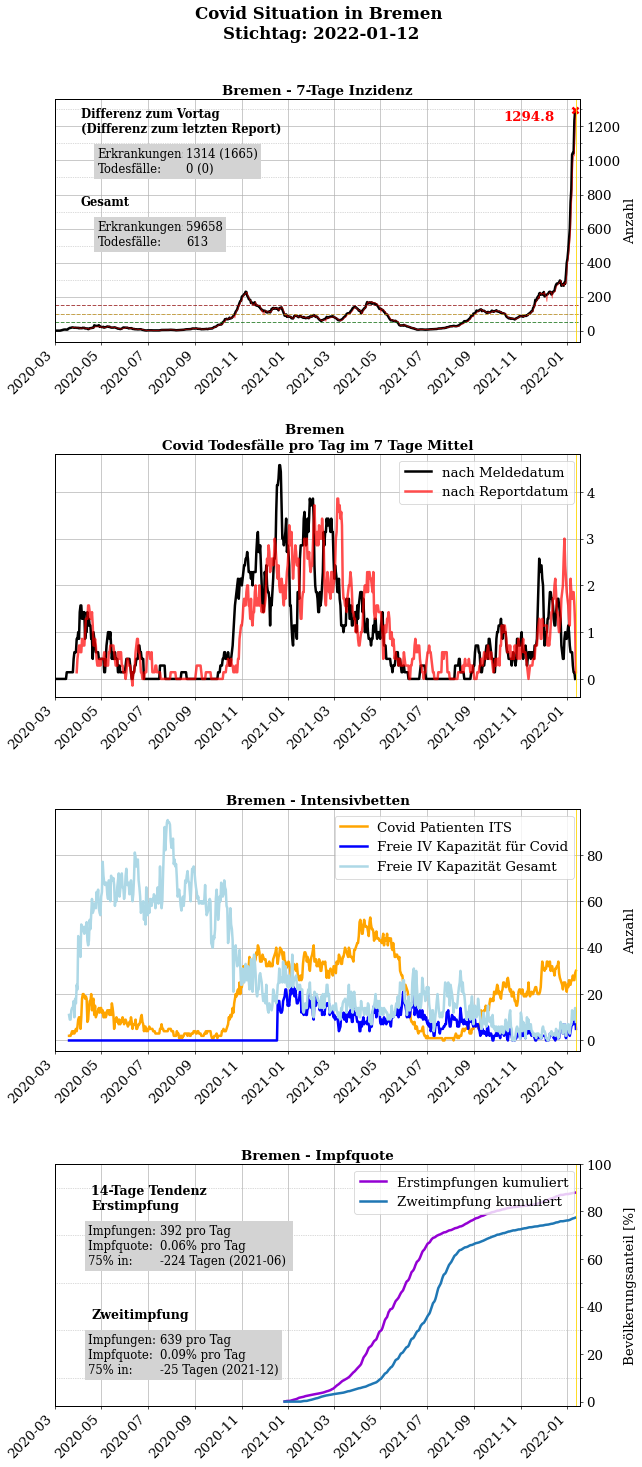 Covid Situation in Bremen
Stichtag: 2022-01-12
Bremen - 7-Tage Inzidenz
Differenz zum Vortag
(Differenz zum letzten Report)
Erkrankungen 1314 (1665)
Todesfälle: 0 (0)
Gesamt
Erkrankungen 59658
Todesfälle: 613
1294.8
1200
1000
800
600
400
200
0
Anzahl
2020-03
2020-05
2020-07
2020-09
2020-11
2021-01
2021-03
2021-05
2021-07
2021-09
2021-11
2022-01
Bremen
Covid Todesfälle pro Tag im 7 Tage Mittel
nach Meldedatum
nach Reportdatum
4
3
2
1
0
2020-03
2020-05
2020-07
2020-09
2020-11
2021-01
2021-03
2021-05
2021-07
2021-09
2021-11
2022-01
Bremen - Intensivbetten
Covid Patienten ITS
Freie IV Kapazität für Covid
Freie IV Kapazität Gesamt
80
60
40
20
0
Anzahl
2020-03
2020-05
2020-07
2020-09
2020-11
2021-01
2021-03
2021-05
2021-07
2021-09
2021-11
2022-01
Bremen - Impfquote
14-Tage Tendenz
Erstimpfung
Impfungen: 392 pro Tag
Impfquote: 0.06% pro Tag
75% in: -224 Tagen (2021-06)
Zweitimpfung
Impfungen: 639 pro Tag
Impfquote: 0.09% pro Tag
75% in: -25 Tagen (2021-12)
Erstimpfungen kumuliert
Zweitimpfung kumuliert
100
80
60
40
20
0
Bevölkerungsanteil [%]
2020-03
2020-05
2020-07
2020-09
2020-11
2021-01
2021-03
2021-05
2021-07
2021-09
2021-11
2022-01